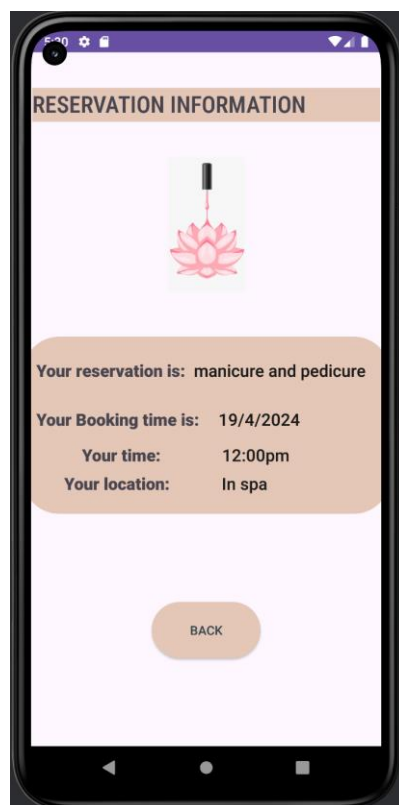 RESERVATION INFORMATION
Your reservation is: manicure and pedicure
Your Booking time is: 19/4/2024
Your time: 12:00pm
Your location: In spa
BACK